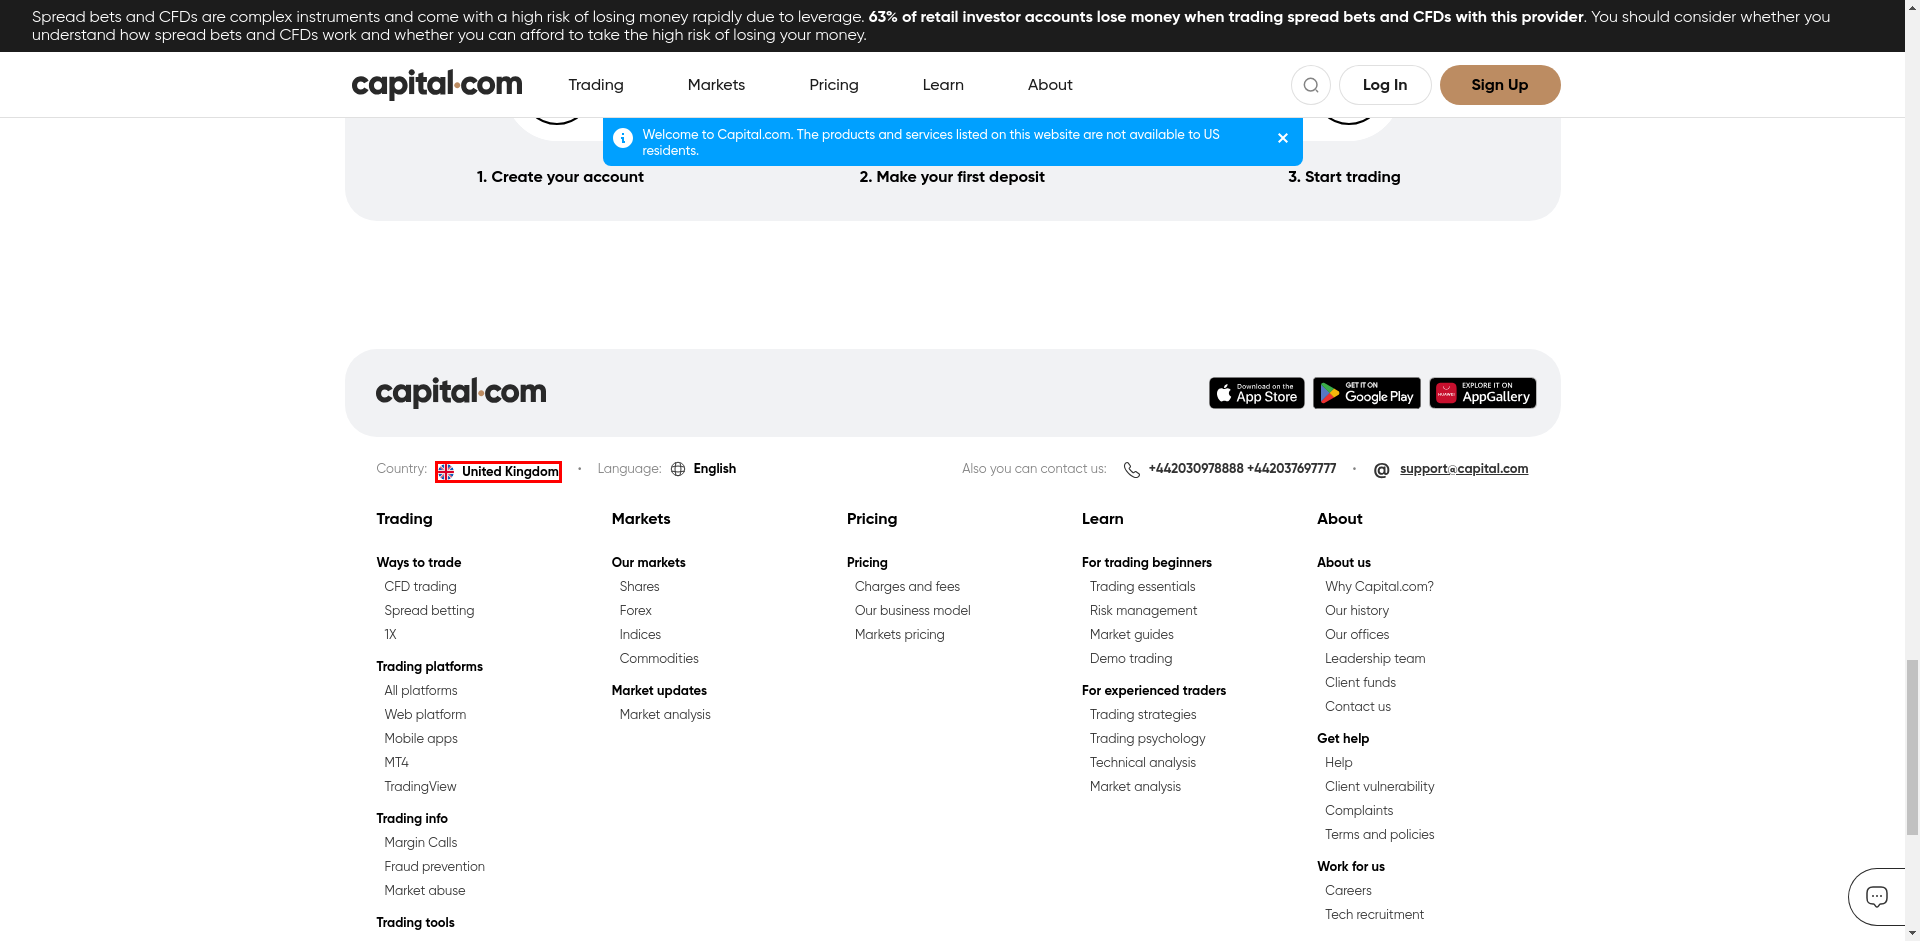 Spread bets and CFDs are complex instruments and come with a high risk of losing money rapidly due to leverage. 63% of retail investor accounts lose money when trading spread bets and CFDs with this provider. You should consider whether you
understand how spread bets and CFDs work and whether you can afford to take the high risk of losing your money.
capital.com
Trading
Markets
Pricing
Learn
About
Log In
Sign Up
Welcome to Capital.com. The products and services listed on this website are not available to US
residents.
1. Create your account
2. Make your first deposit
3. Start trading
capital.com
Download on the
App Store
GET IT ON
Google Play
HUAWEI
EXPLORE IT ON
AppGallery
Country: United Kingdom
Language: English
Also you can contact us: +442030978888 +442037697777
@ support@capital.com
Trading
Ways to trade
CFD trading
Spread betting
1X
Trading platforms
All platforms
Web platform
Mobile apps
MT4
TradingView
Trading info
Margin Calls
Fraud prevention
Market abuse
Trading tools
Markets
Our markets
Shares
Forex
Indices
Commodities
Market updates
Market analysis
Pricing
Pricing
Charges and fees
Our business model
Markets pricing
Learn
For trading beginners
Trading essentials
Risk management
Market guides
Demo trading
For experienced traders
Trading strategies
Trading psychology
Technical analysis
Market analysis
About
About us
Why Capital.com?
Our history
Our offices
Leadership team
Client funds
Contact us
Get help
Help
Client vulnerability
Complaints
Terms and policies
Work for us
Careers
Tech recruitment